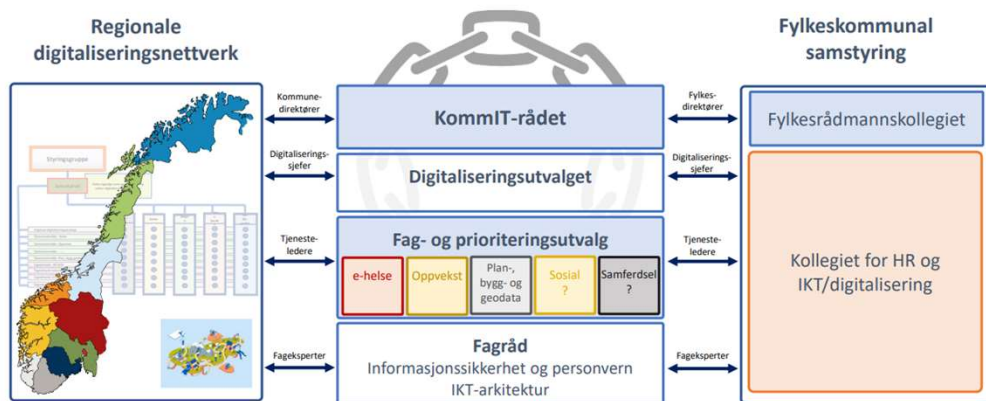 Regionale
digitaliseringsnettverk
Fylkeskommunal
samstyring
Kommune-
direktører
KommIT-rådet
Fylkes-
direktører
Fylkesrådmannskollegiet
Styringsgruppe
Digitaliserings-
sjefer
Digitaliseringsutvalget
Digitaliserings-
sjefer
Tjeneste-
ledere
Fag- og prioriteringsutvalg
Tjeneste-
ledere
e-helse
Oppvekst
Plan-,
bygg- og
geodata
Sosial
?
Samferdsel
?
Kollegiet for HR og
IKT/digitalisering
Fageksperter
Fagråd
Informasjonssikkerhet og personvern
IKT-arkitektur
Fageksperter